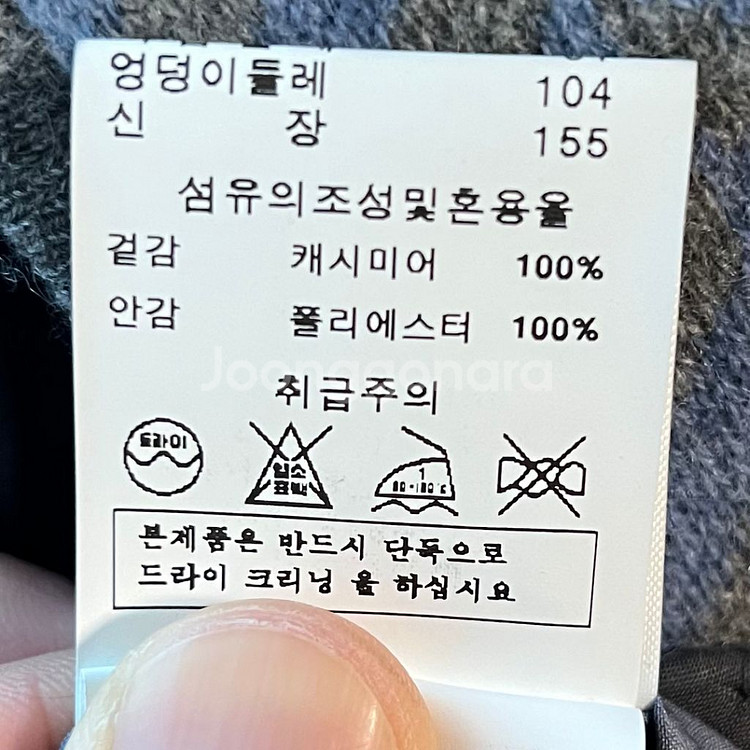 엉덩이둘레 104
신 장 155
섬유의조성및혼용율
겉감 캐시미어 100%
안감 폴리에스터 100%
Joonggonara
취급주의
드라이
염소
표백
1
80-120℃
본제품은 반드시 단독으로
드라이 크리닝 을 하십시요